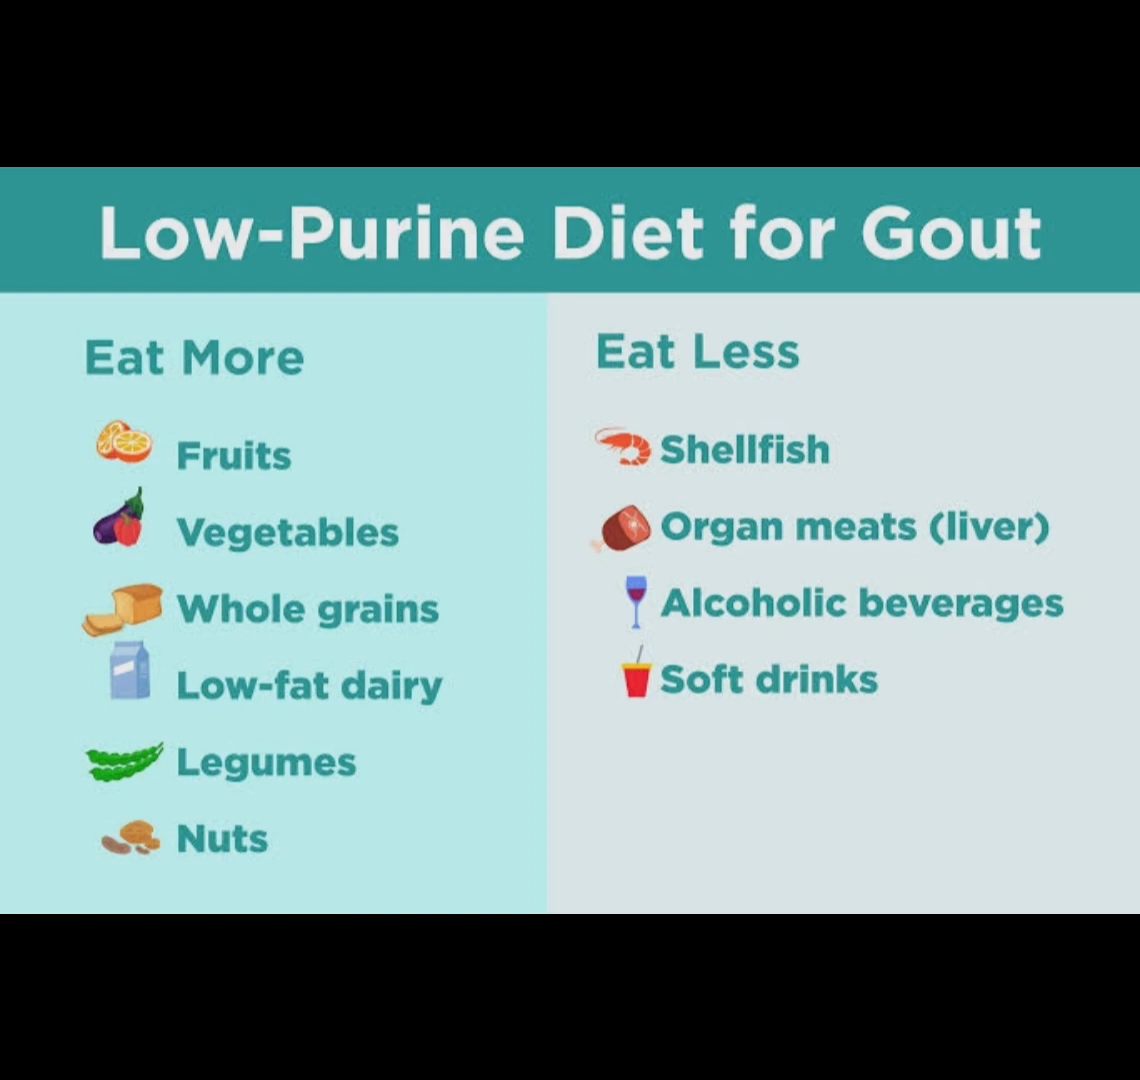 Low-Purine Diet for Gout
Eat More
Fruits
Vegetables
Whole grains
Low-fat dairy
Legumes
Nuts
Eat Less
Shellfish
Organ meats (liver)
Alcoholic beverages
Soft drinks